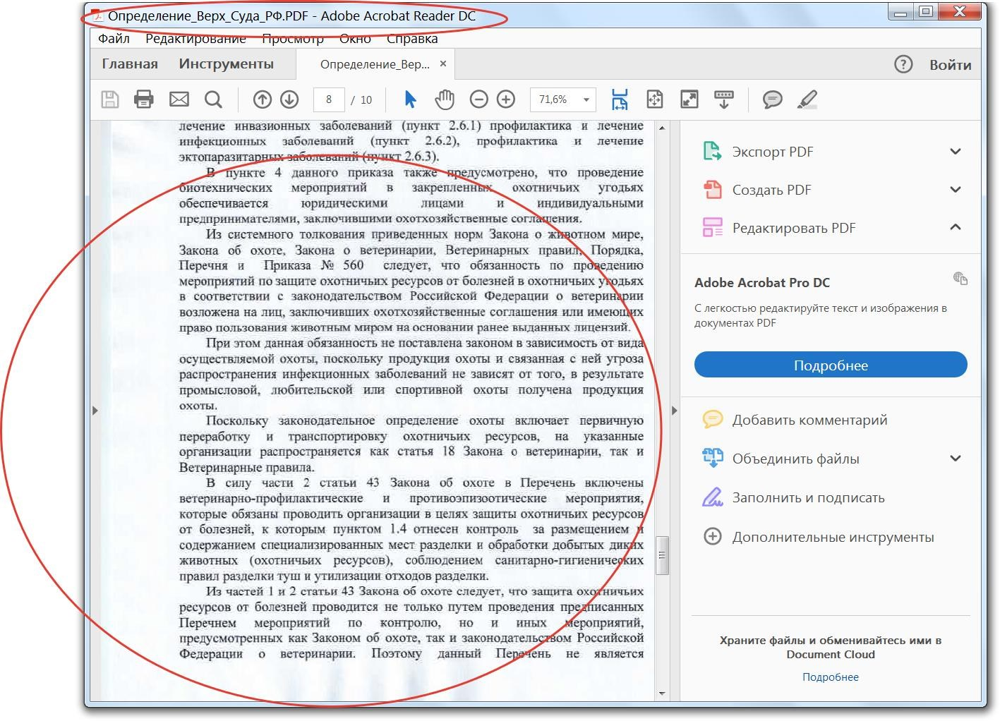 Определение_Верх_Суда_РФ.PDF - Adobe Acrobat Reader DC
Файл Редактирование Просмотр Окно Справка
Главная Инструменты Определение_Вер... × ? Войти
8 / 10 71,6%
лечение инвазионных заболеваний (пункт 2.6.1) профилактика и лечение
инфекционных заболеваний (пункт 2.6.2), профилактика и лечение
эктопаразитарных заболеваний (пункт 2.6.3).
В пункте 4 данного приказа также предусмотрено, что проведение
биотехнических мероприятий в закрепленных охотничьих угодьях
обеспечивается юридическими лицами и индивидуальными
предпринимателями, заключившими охотхозяйственные соглашения.
Из системного толкования приведенных норм Закона о животном мире,
Закона об охоте, Закона о ветеринарии, Ветеринарных правил, Порядка,
Перечня и Приказа № 560 следует, что обязанность по проведению
мероприятий по защите охотничьих ресурсов от болезней в охотничьих угодьях
в соответствии с законодательством Российской Федерации о ветеринарии
возложена на лиц, заключивших охотхозяйственные соглашения или имеющих
право пользования животным миром на основании ранее выданных лицензий.
При этом данная обязанность не поставлена законом в зависимость от вида
осуществляемой охоты, поскольку продукция охоты и связанная с ней угроза
распространения инфекционных заболеваний не зависят от того, в результате
промысловой, любительской или спортивной охоты получена продукция
охоты.
Поскольку законодательное определение охоты включает первичную
переработку и транспортировку охотничьих ресурсов, на указанные
организации распространяется как статья 18 Закона о ветеринарии, так и
Ветеринарные правила.
В силу части 2 статьи 43 Закона об охоте в Перечень включены
ветеринарно-профилактические и противоэпизоотические мероприятия,
которые обязаны проводить организации в целях защиты охотничьих ресурсов
от болезней, к которым пунктом 1.4 отнесен контроль за размещением и
содержанием специализированных мест разделки и обработки добытых диких
животных (охотничьих ресурсов), соблюдением санитарно-гигиенических
правил разделки туш и утилизации отходов разделки.
Из частей 1 и 2 статьи 43 Закона об охоте следует, что защита охотничьих
ресурсов от болезней проводится не только путем проведения предписанных
Перечнем мероприятий по контролю, но и иных мероприятий,
предусмотренных как Законом об охоте, так и законодательством Российской
Федерации о ветеринарии. Поэтому данный Перечень не является
Экспорт PDF
Создать PDF
Редактировать PDF
Adobe Acrobat Pro DC
С легкостью редактируйте текст и изображения в
документах PDF
Подробнее
Добавить комментарий
Объединить файлы
Заполнить и подписать
Дополнительные инструменты
Храните файлы и обменивайтесь ими в
Document Cloud
Подробнее